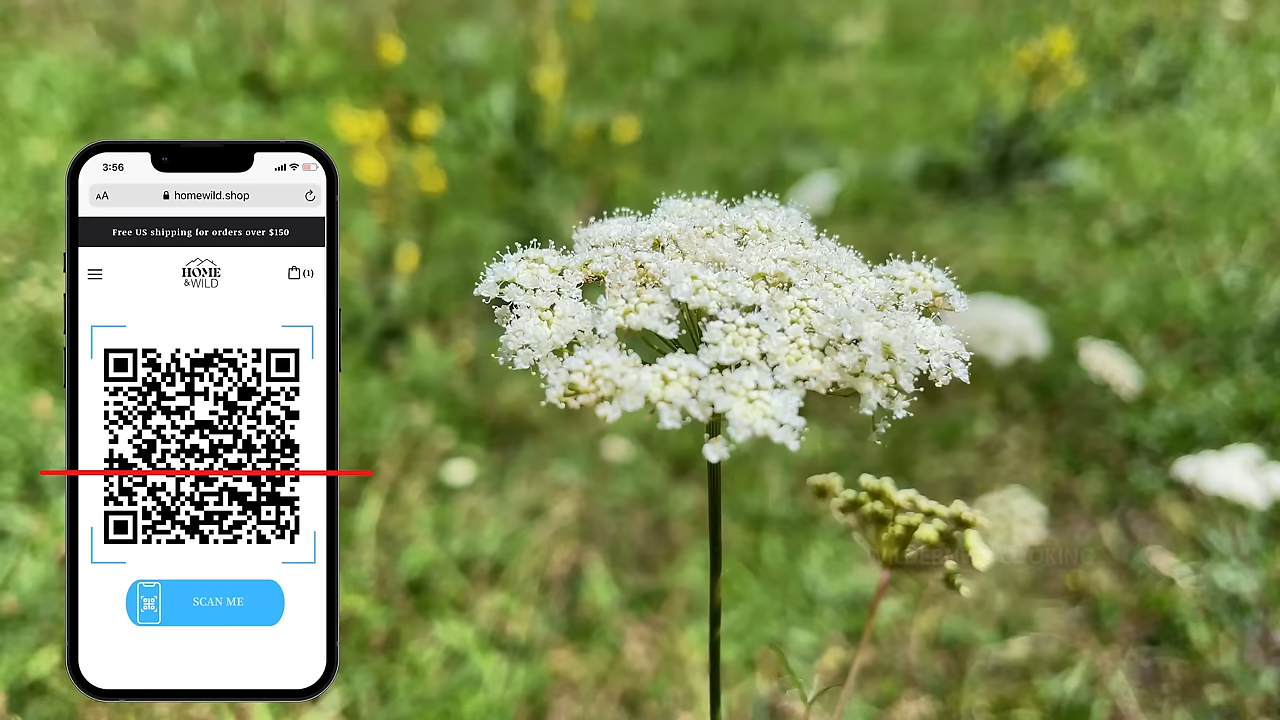 3:56
AA homewild.shop
Free US shipping for orders over $150
HOME
&WILD
(1)
SCAN ME